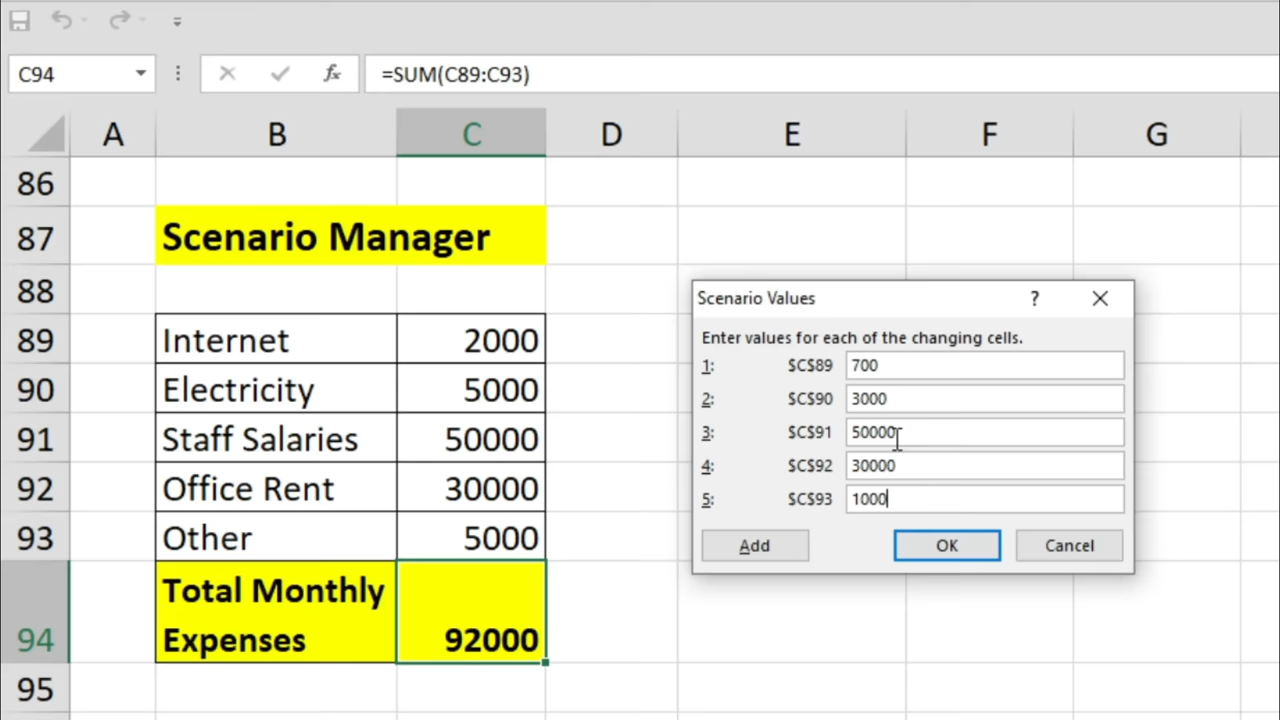 C94
fx
=SUM(C89:C93)
A B C D E F G
86
87 Scenario Manager
88
89 Internet 2000
90 Electricity 5000
91 Staff Salaries 50000
92 Office Rent 30000
93 Other 5000
Total Monthly
94 Expenses 92000
95
Scenario Values ?
Enter values for each of the changing cells.
1: $C$89 700
2: $C$90 3000
3: $C$91 50000
4: $C$92 30000
5: $C$93 1000
Add OK Cancel